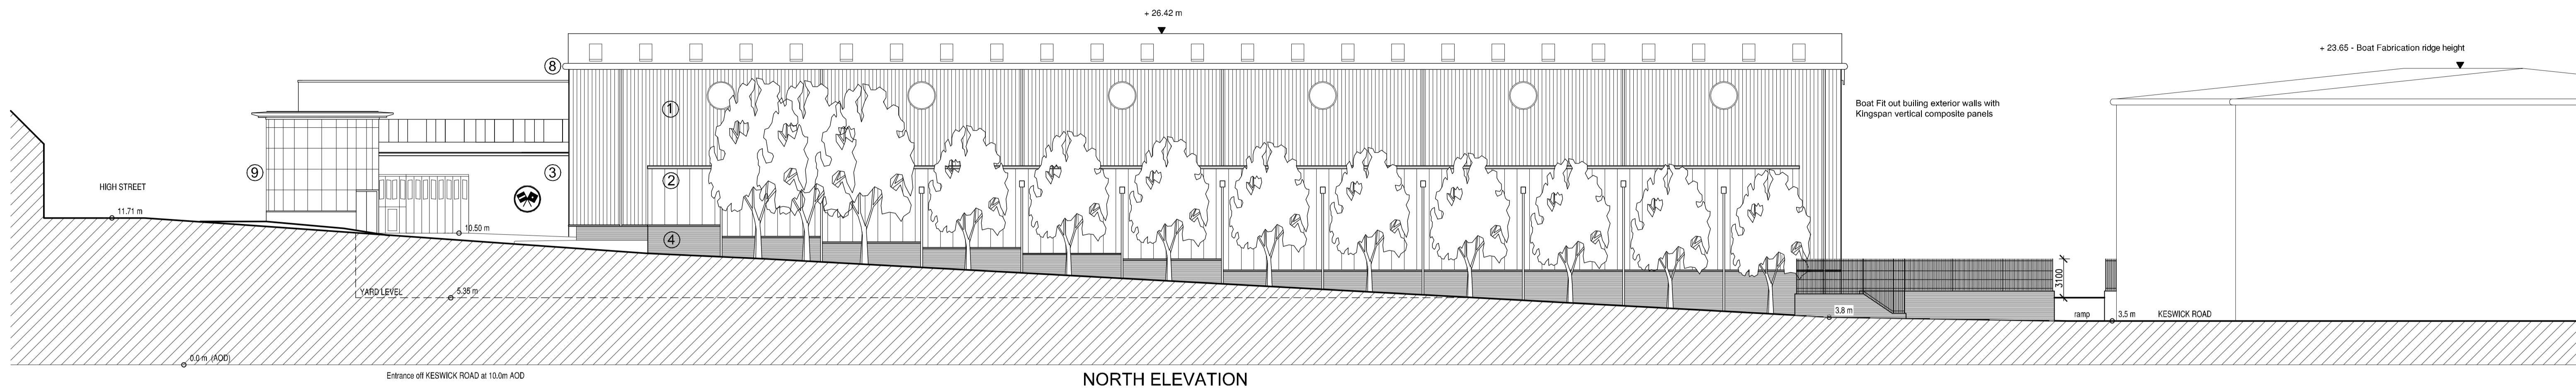 + 26.42 m
+ 23.65 - Boat Fabrication ridge height
8
1
Boat Fit out builing exterior walls with
Kingspan vertical composite panels
9
3
2
HIGH STREET
11.71 m
10.50 m
4
3100
YARD LEVEL
5.35 m
3.8 m
ramp
3.5 m
KESWICK ROAD
0.0 m (AOD)
Entrance off KESWICK ROAD at 10.0m AOD
NORTH ELEVATION